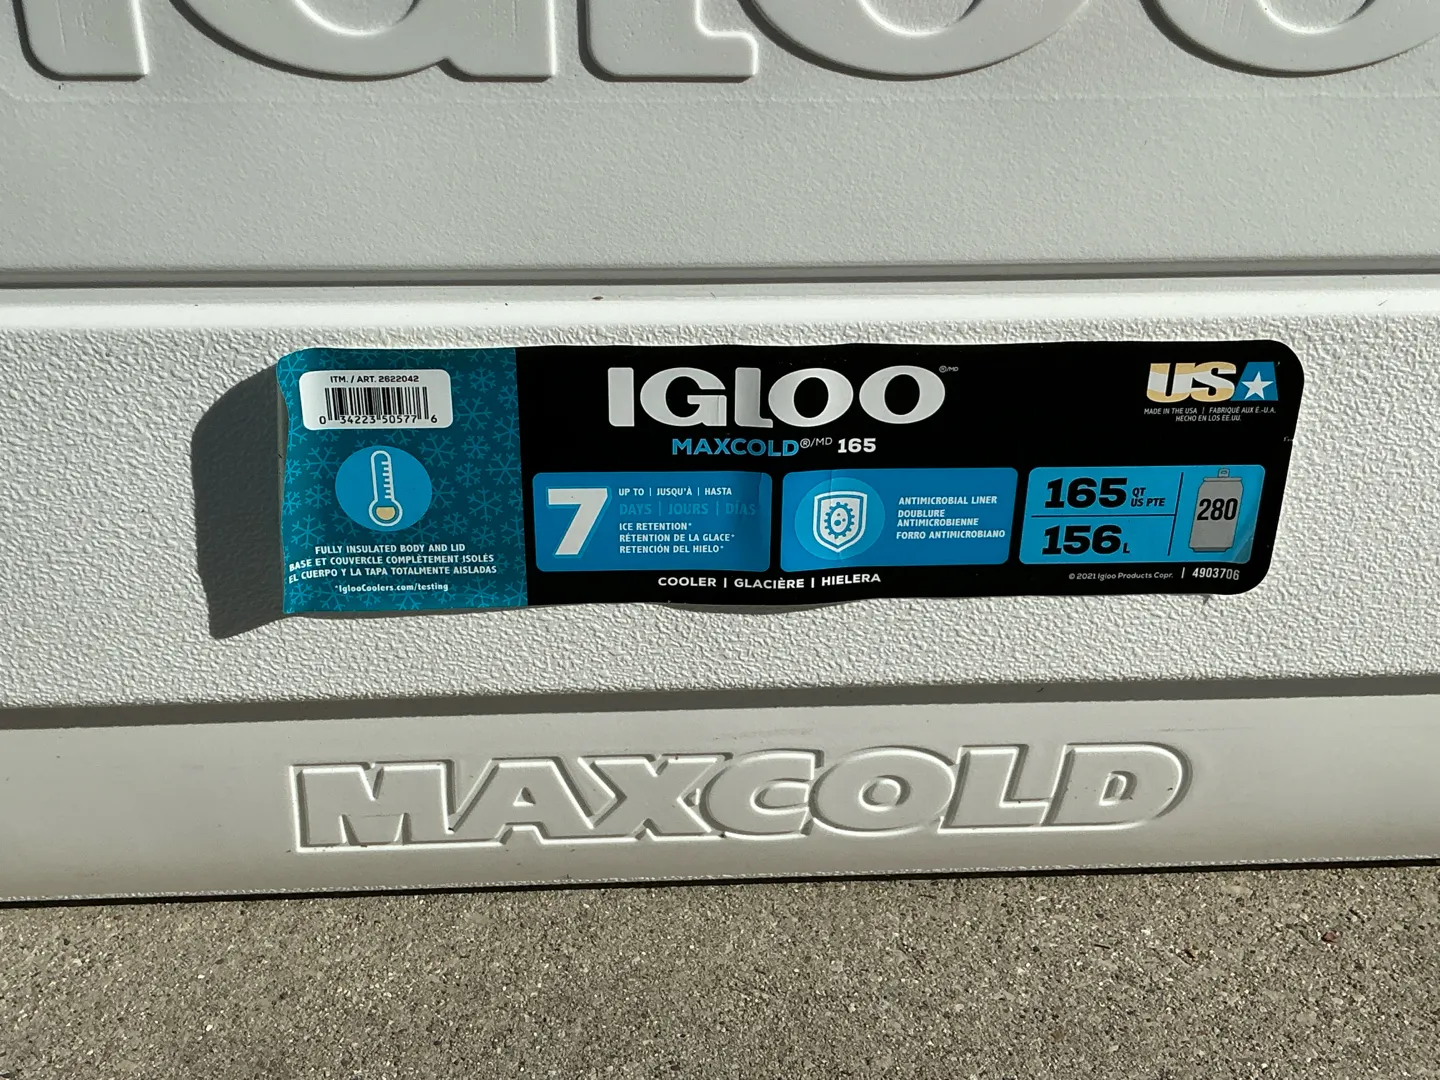 Igloo
ITM. / ART. 2622042
0 34223 50577 6
FULLY INSULATED BODY AND LID
BASE ET COUVERCLE COMPLÈTEMENT ISOLÉS
EL CUERPO Y LA TAPA TOTALMENTE AISLADAS
*IglooCoolers.com/testing
IGLOO®/MD
MAXCOLD®/MD 165
7
UP TO | JUSQU'À | HASTA
DAYS | JOURS | DÍAS
ICE RETENTION*
RÉTENTION DE LA GLACE*
RETENCIÓN DEL HIELO*
ANTIMICROBIAL LINER
DOUBLURE
ANTIMICROBIENNE
FORRO ANTIMICROBIANO
COOLER | GLACIÈRE | HIELERA
USA
MADE IN THE USA | FABRIQUÉ AUX É.-U.A.
HECHO EN LOS EE.UU.
165 QT
US PTE
156 L
280
© 2021 Igloo Products Corp. | 4903706
MAXCOLD